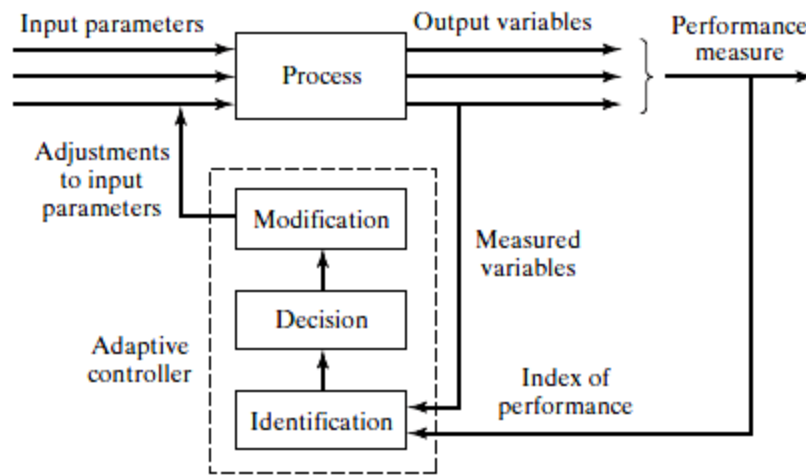 Input parameters
Output variables
Performance
measure
Process
Adjustments
to input
parameters
Modification
Measured
variables
Decision
Adaptive
controller
Index of
performance
Identification